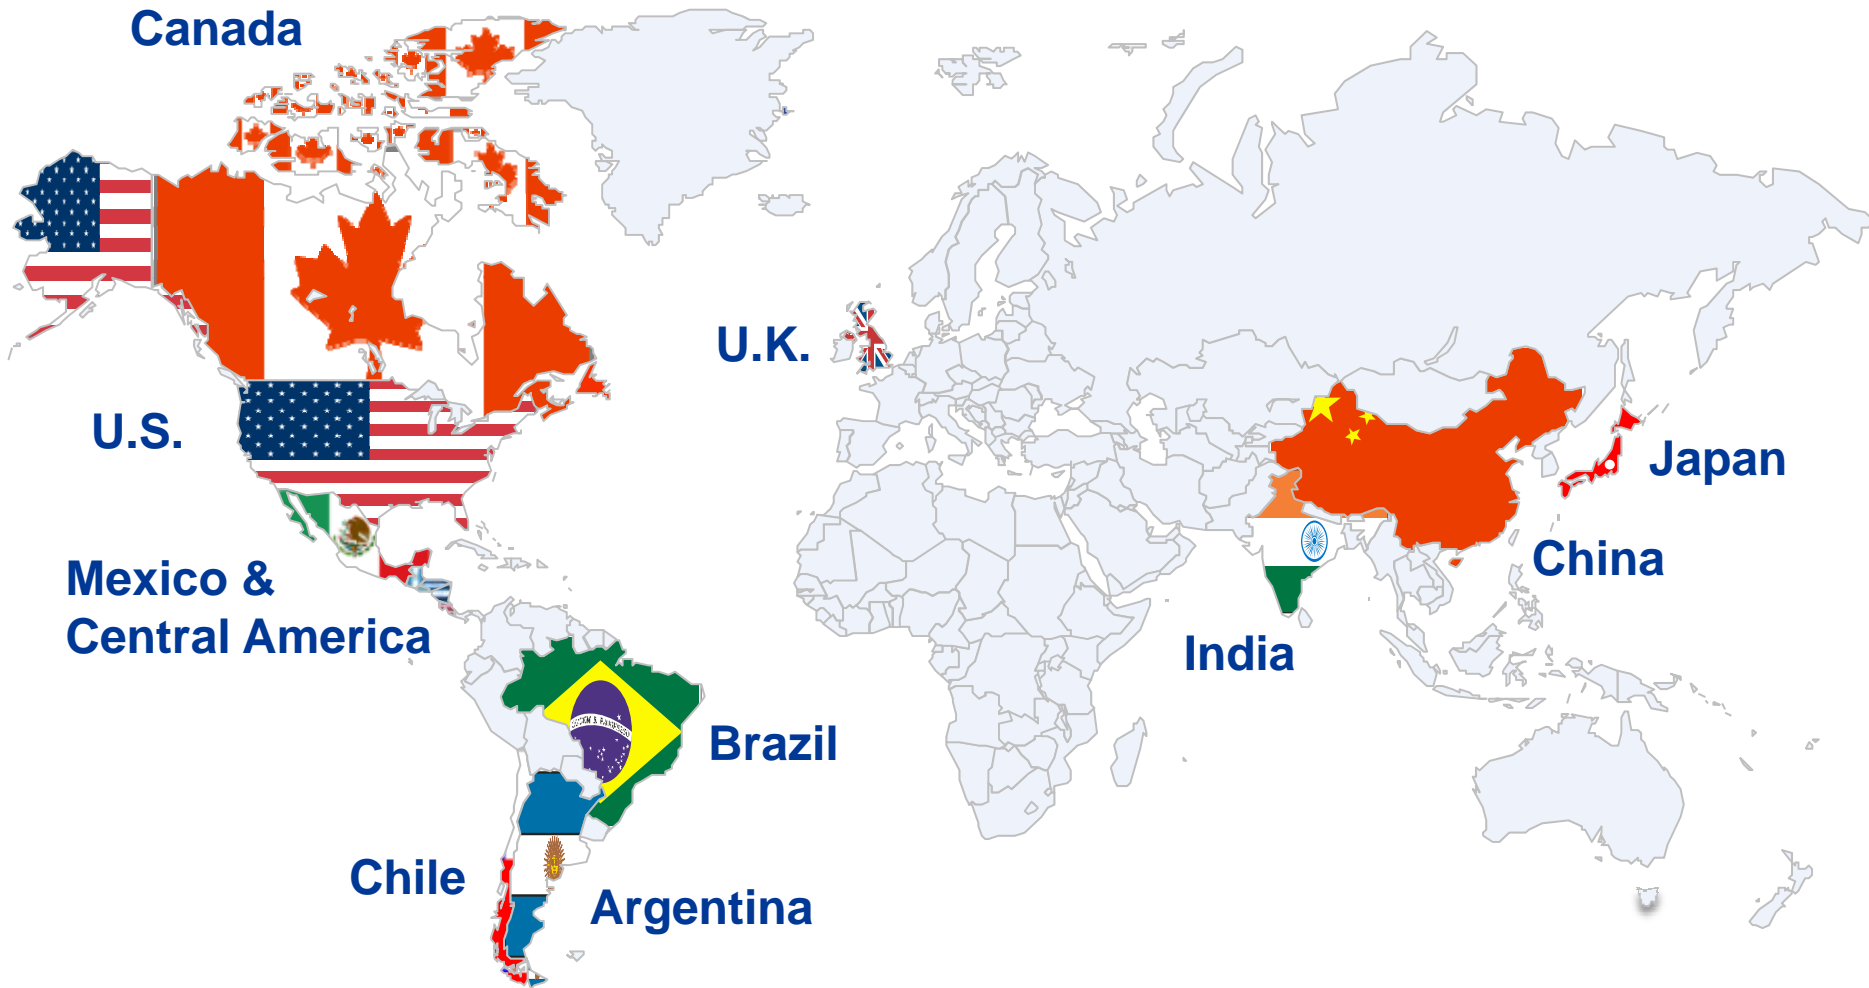 Canada
U.K.
U.S.
Japan
Mexico &
Central America
China
India
Brazil
Chile
Argentina